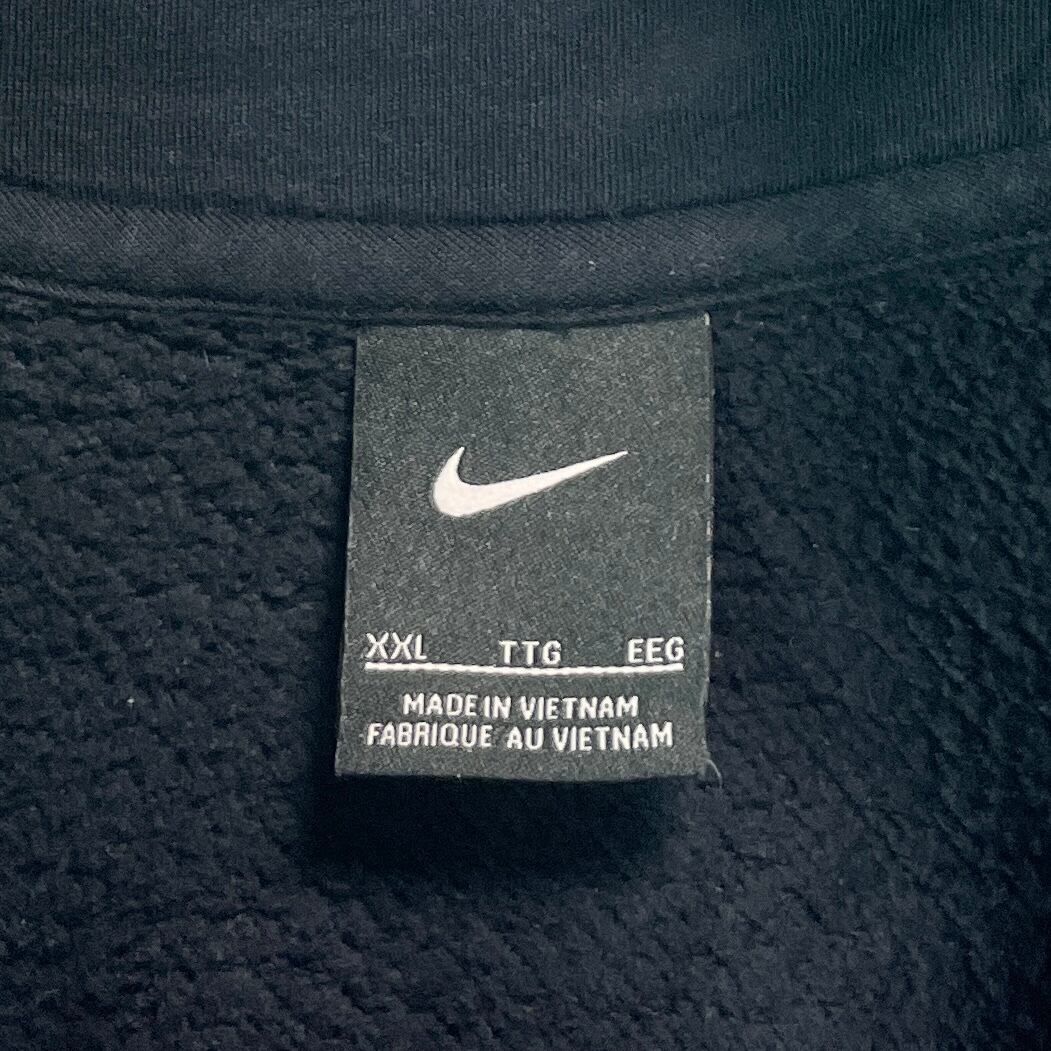 XXL TTG EEG
MADE IN VIETNAM
FABRIQUE AU VIETNAM